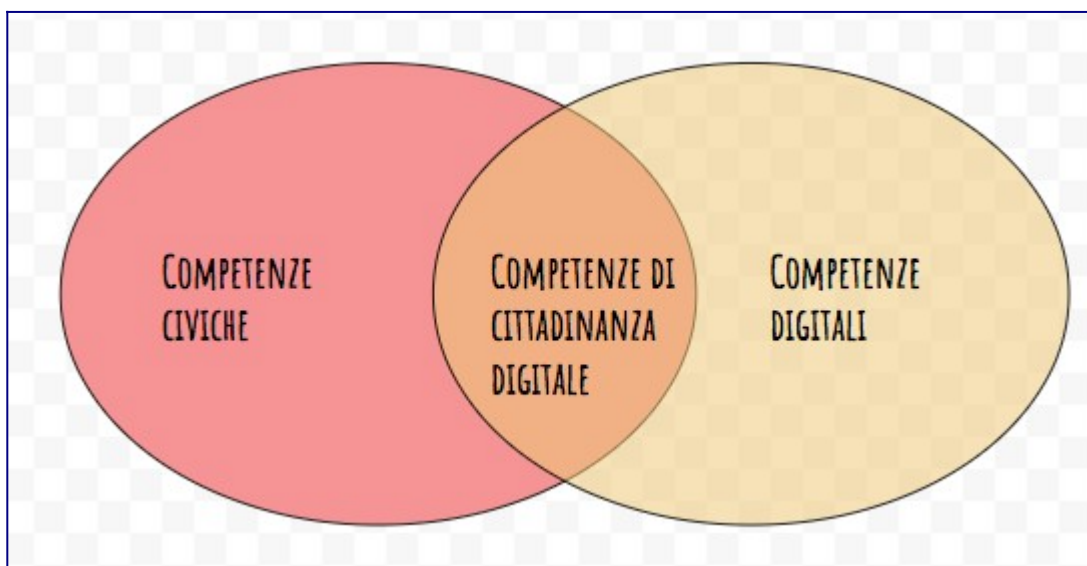 Competenze
civiche
Competenze di
cittadinanza
digitale
Competenze
digitali